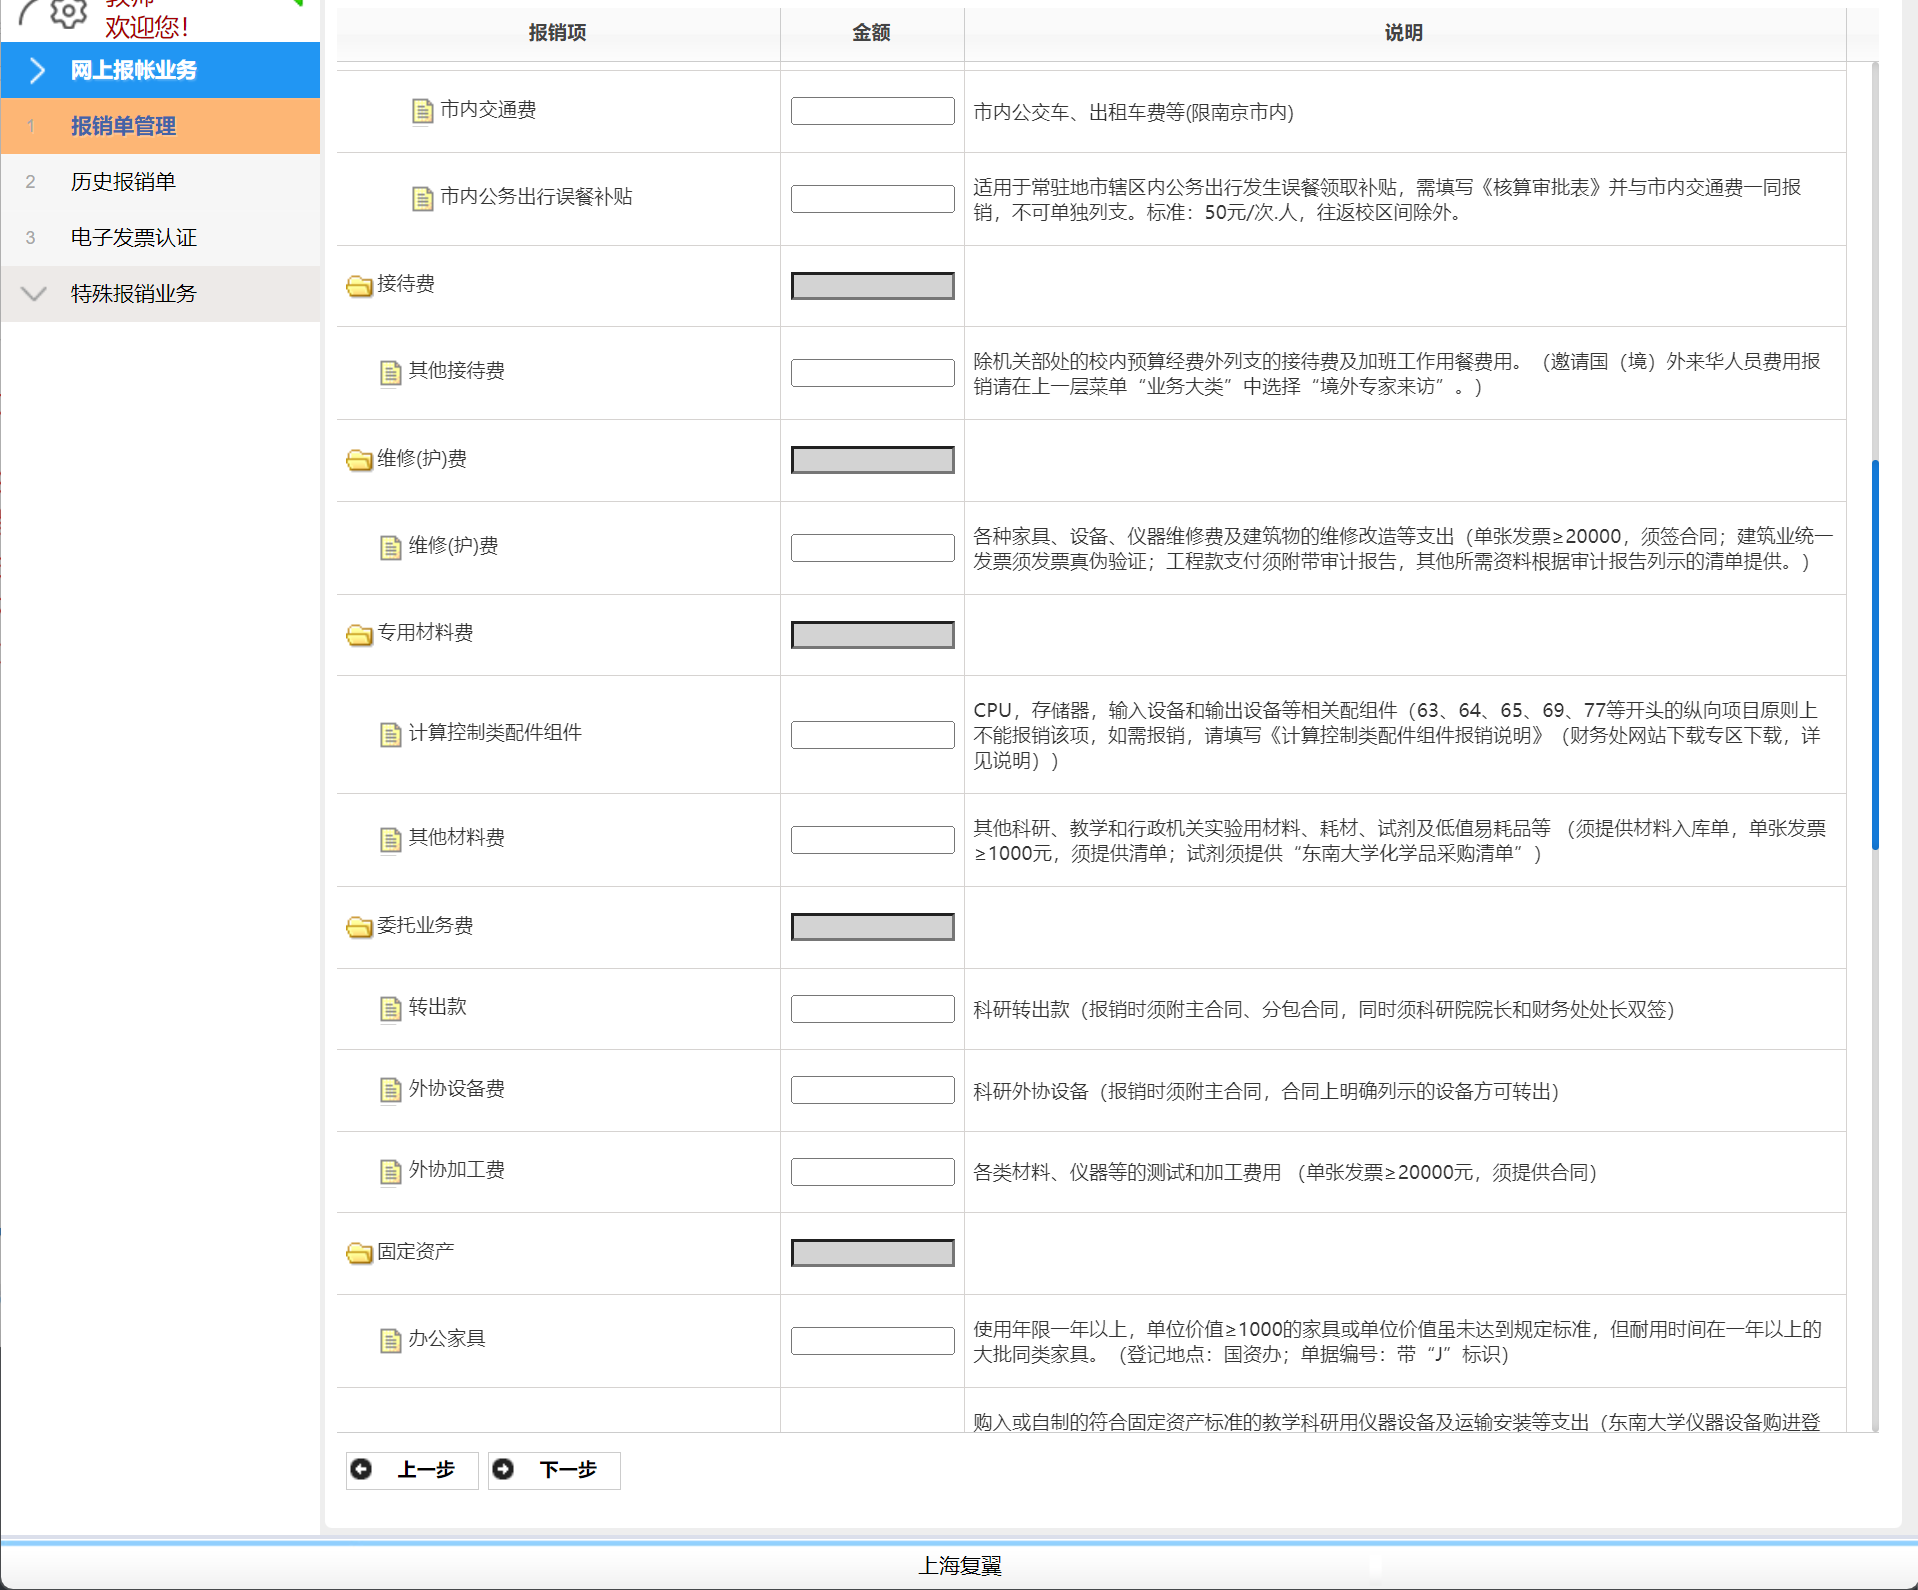 教师
欢迎您!
网上报帐业务
1 报销单管理
2 历史报销单
3 电子发票认证
特殊报销业务
报销项 金额 说明
市内交通费 市内公交车、出租车费等(限南京市内)
市内公务出行误餐补贴 适用于常驻地市辖区内公务出行发生误餐领取补贴，需填写《核算审批表》并与市内交通费一同报
销，不可单独列支。标准：50元/次.人，往返校区间除外。
接待费
其他接待费 除机关部处的校内预算经费外列支的接待费及加班工作用餐费用。（邀请国（境）外来华人员费用报
销请在上一层菜单“业务大类”中选择“境外专家来访”。）
维修(护)费
维修(护)费 各种家具、设备、仪器维修费及建筑物的维修改造等支出（单张发票≥20000，须签合同；建筑业统一
发票须发票真伪验证；工程款支付须附带审计报告，其他所需资料根据审计报告列示的清单提供。）
专用材料费
计算控制类配件组件 CPU，存储器，输入设备和输出设备等相关配组件（63、64、65、69、77等开头的纵向项目原则上
不能报销该项，如需报销，请填写《计算控制类配件组件报销说明》（财务处网站下载专区下载，详
见说明））
其他材料费 其他科研、教学和行政机关实验用材料、耗材、试剂及低值易耗品等 （须提供材料入库单，单张发票
≥1000元，须提供清单；试剂须提供“东南大学化学品采购清单”）
委托业务费
转出款 科研转出款（报销时须附主合同、分包合同，同时须科研院院长和财务处处长双签）
外协设备费 科研外协设备（报销时须附主合同，合同上明确列示的设备方可转出）
外协加工费 各类材料、仪器等的测试和加工费用 （单张发票≥20000元，须提供合同）
固定资产
办公家具 使用年限一年以上，单位价值≥1000的家具或单位价值虽未达到规定标准，但耐用时间在一年以上的
大批同类家具。（登记地点：国资办；单据编号：带“J”标识）
购入或自制的符合固定资产标准的教学科研用仪器设备及运输安装等支出（东南大学仪器设备购进登
上一步 下一步
上海复翼